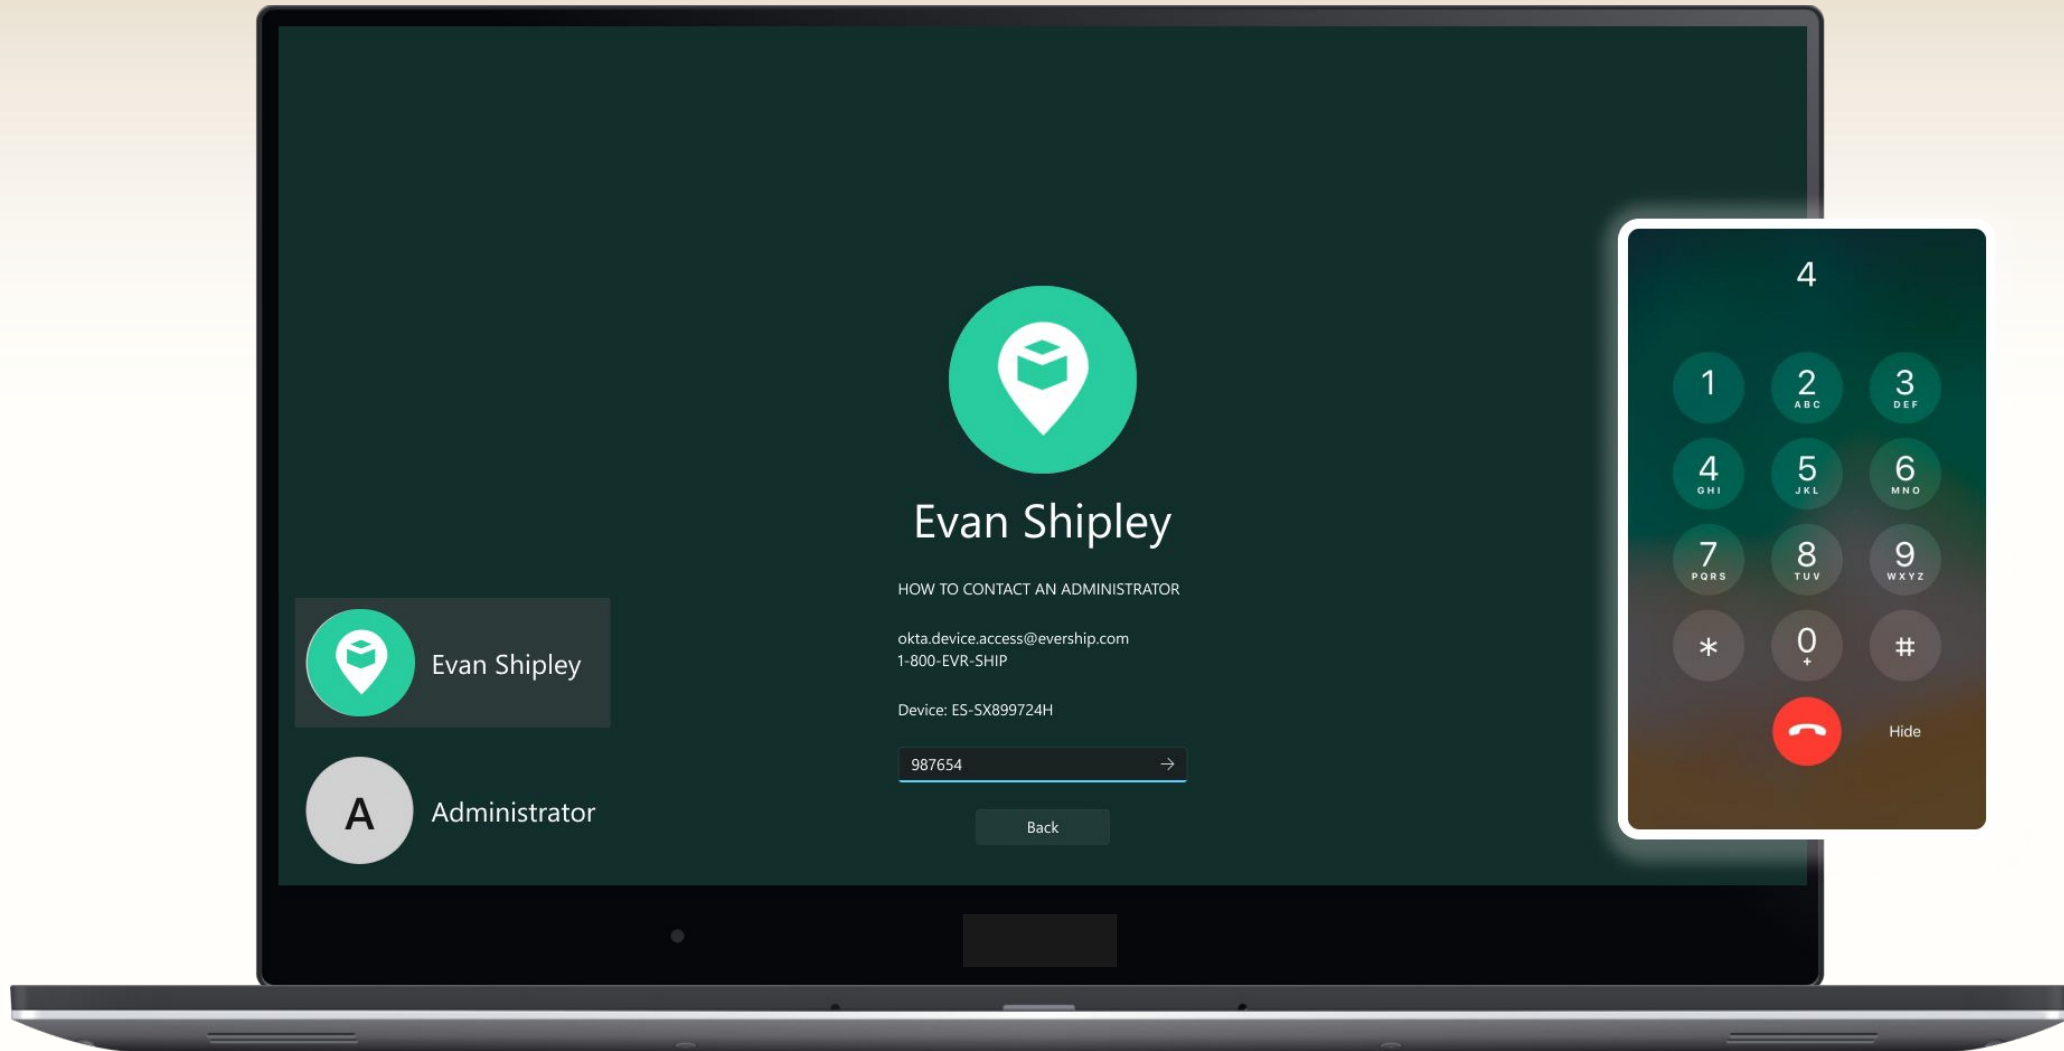 Evan Shipley
HOW TO CONTACT AN ADMINISTRATOR
okta.device.access@evership.com
1-800-EVR-SHIP
Device: ES-SX899724H
987654
Back
Evan Shipley
A
Administrator
4
1 2 3
ABC DEF
4 5 6
GHI JKL MNO
7 8 9
PQRS TUV WXYZ
* 0 #
+
Hide